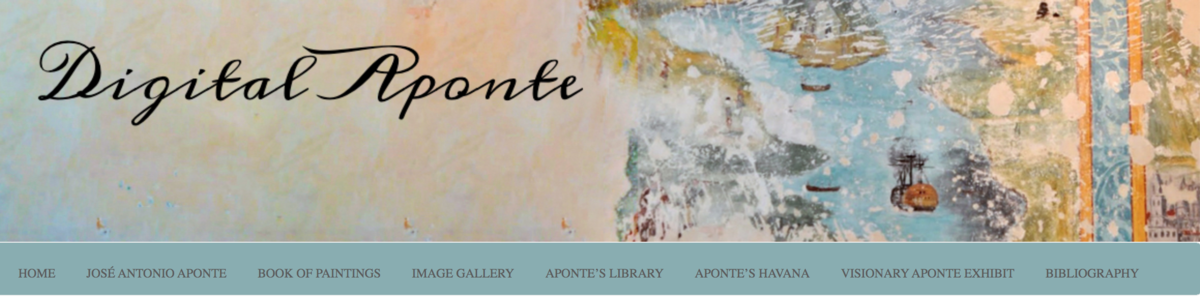 Digital Aponte
HOME JOSÉ ANTONIO APONTE BOOK OF PAINTINGS IMAGE GALLERY APONTE’S LIBRARY APONTE’S HAVANA VISIONARY APONTE EXHIBIT BIBLIOGRAPHY